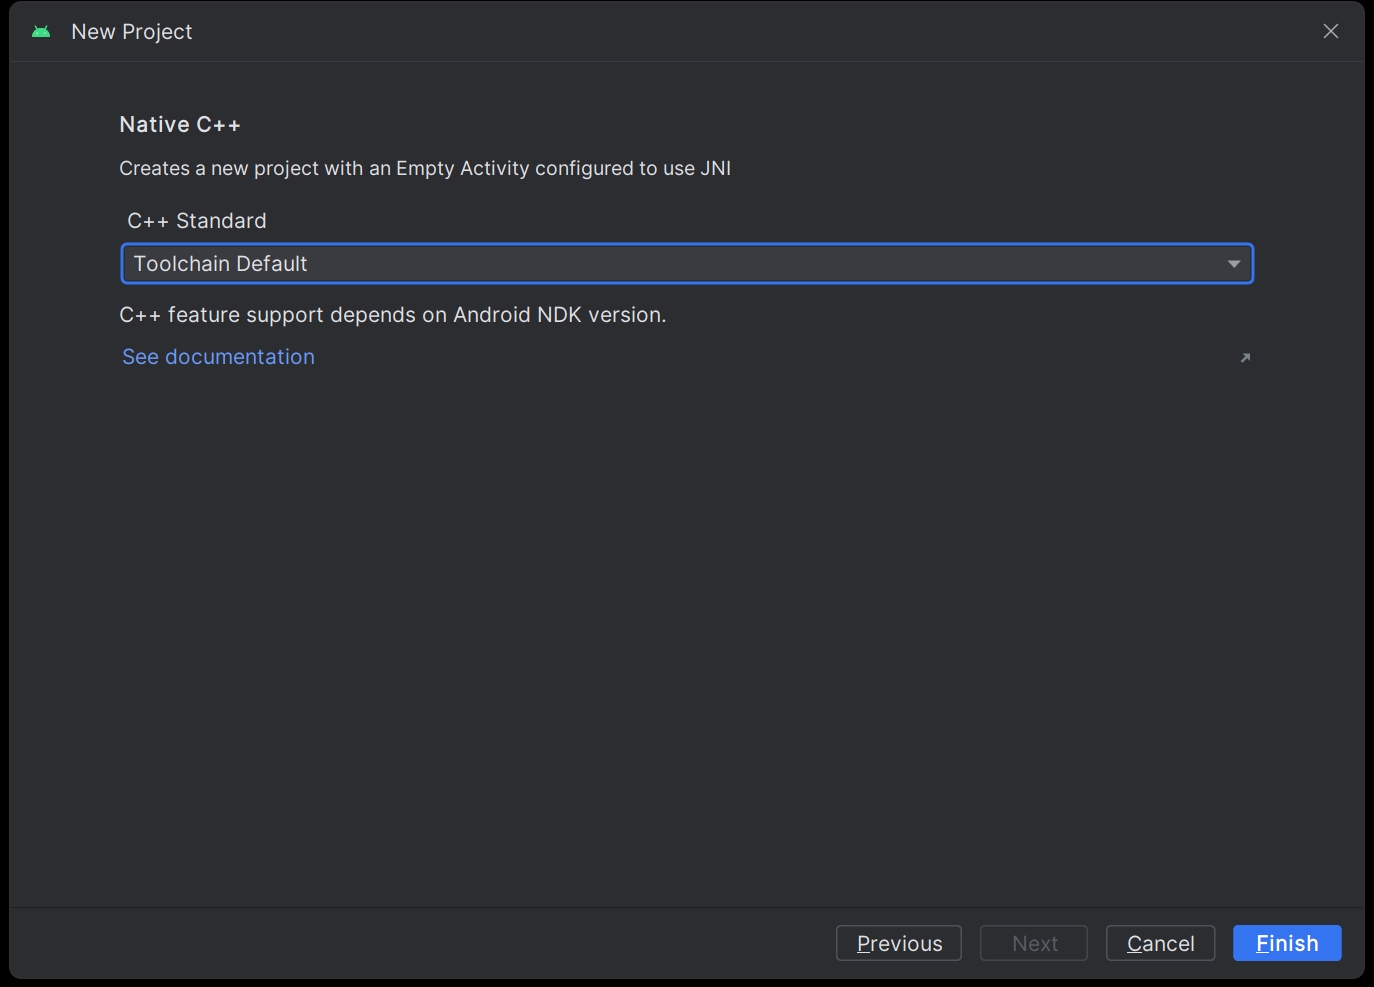 New Project
Native C++
Creates a new project with an Empty Activity configured to use JNI
C++ Standard
Toolchain Default
C++ feature support depends on Android NDK version.
See documentation
Previous Next Cancel Finish